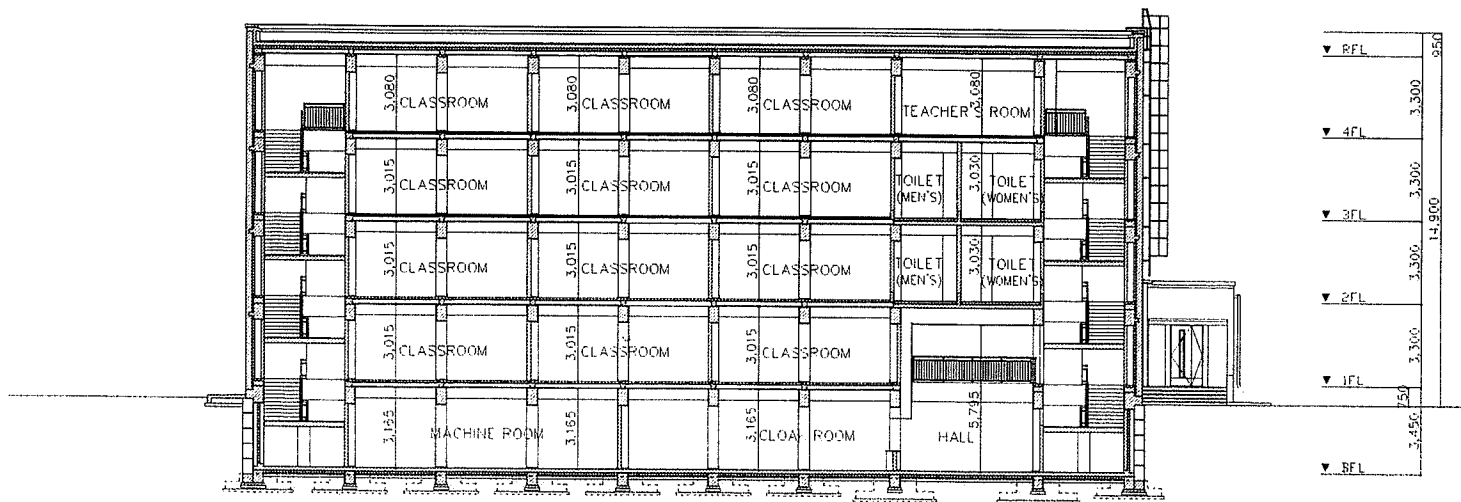 ▼ RFL
950
3,080 CLASSROOM 3,080 CLASSROOM 3,080 CLASSROOM 3,080 TEACHER'S ROOM
3,300
▼ 4FL
3,015 CLASSROOM 3,015 CLASSROOM 3,015 CLASSROOM TOILET (MEN'S) 3,030 TOILET (WOMEN'S)
3,300
▼ 3FL
14,900
3,015 CLASSROOM 3,015 CLASSROOM 3,015 CLASSROOM TOILET (MEN'S) 3,030 TOILET (WOMEN'S)
3,300
▼ 2FL
3,015 CLASSROOM 3,015 CLASSROOM 3,015 CLASSROOM
3,300
▼ 1FL
750
3,165 MACHINE ROOM 3,165 3,165 CLOAK ROOM HALL 5,795
3,450
▼ BFL